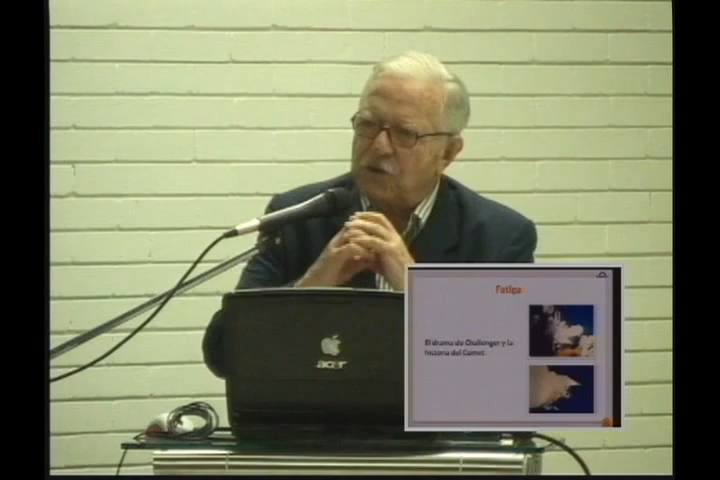 acer
Fatiga
El drama de Challenger y la
historia del Comet.